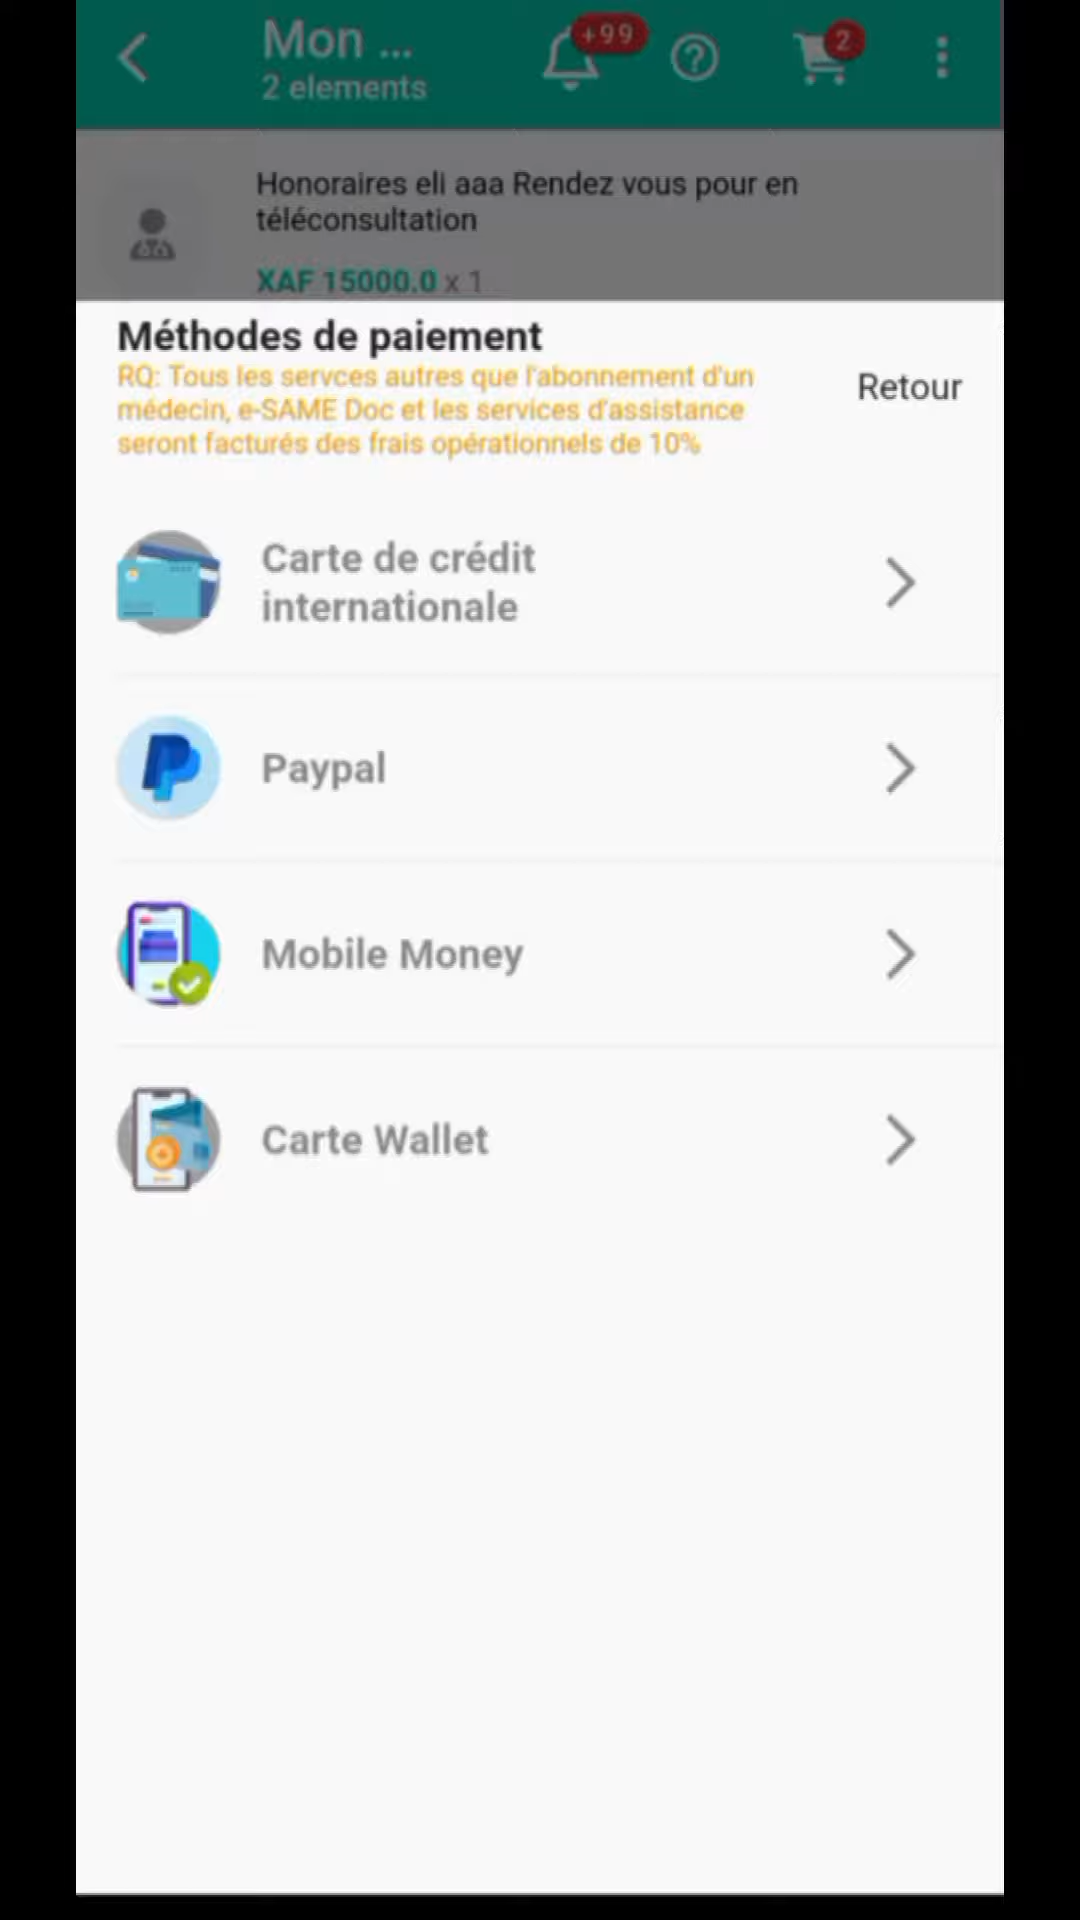 Mon ...
+99
2
2 elements
Honoraires eli aaa Rendez vous pour en
téléconsultation
XAF 15000.0 x 1
Méthodes de paiement
RQ: Tous les servces autres que l'abonnement d'un
médecin, e-SAME Doc et les services d'assistance
seront facturés des frais opérationnels de 10%
Retour
Carte de crédit
internationale
Paypal
Mobile Money
Carte Wallet